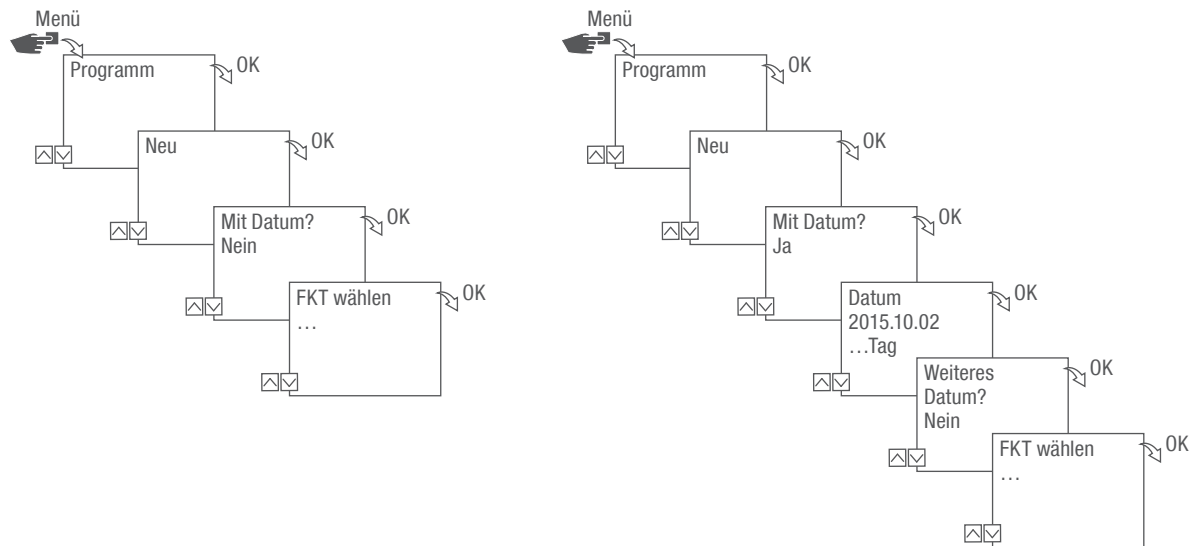 Menü
Programm
OK
Neu
OK
Mit Datum?
Nein
OK
FKT wählen
…
OK
Menü
Programm
OK
Neu
OK
Mit Datum?
Ja
OK
Datum
2015.10.02
…Tag
OK
Weiteres
Datum?
Nein
OK
FKT wählen
…
OK